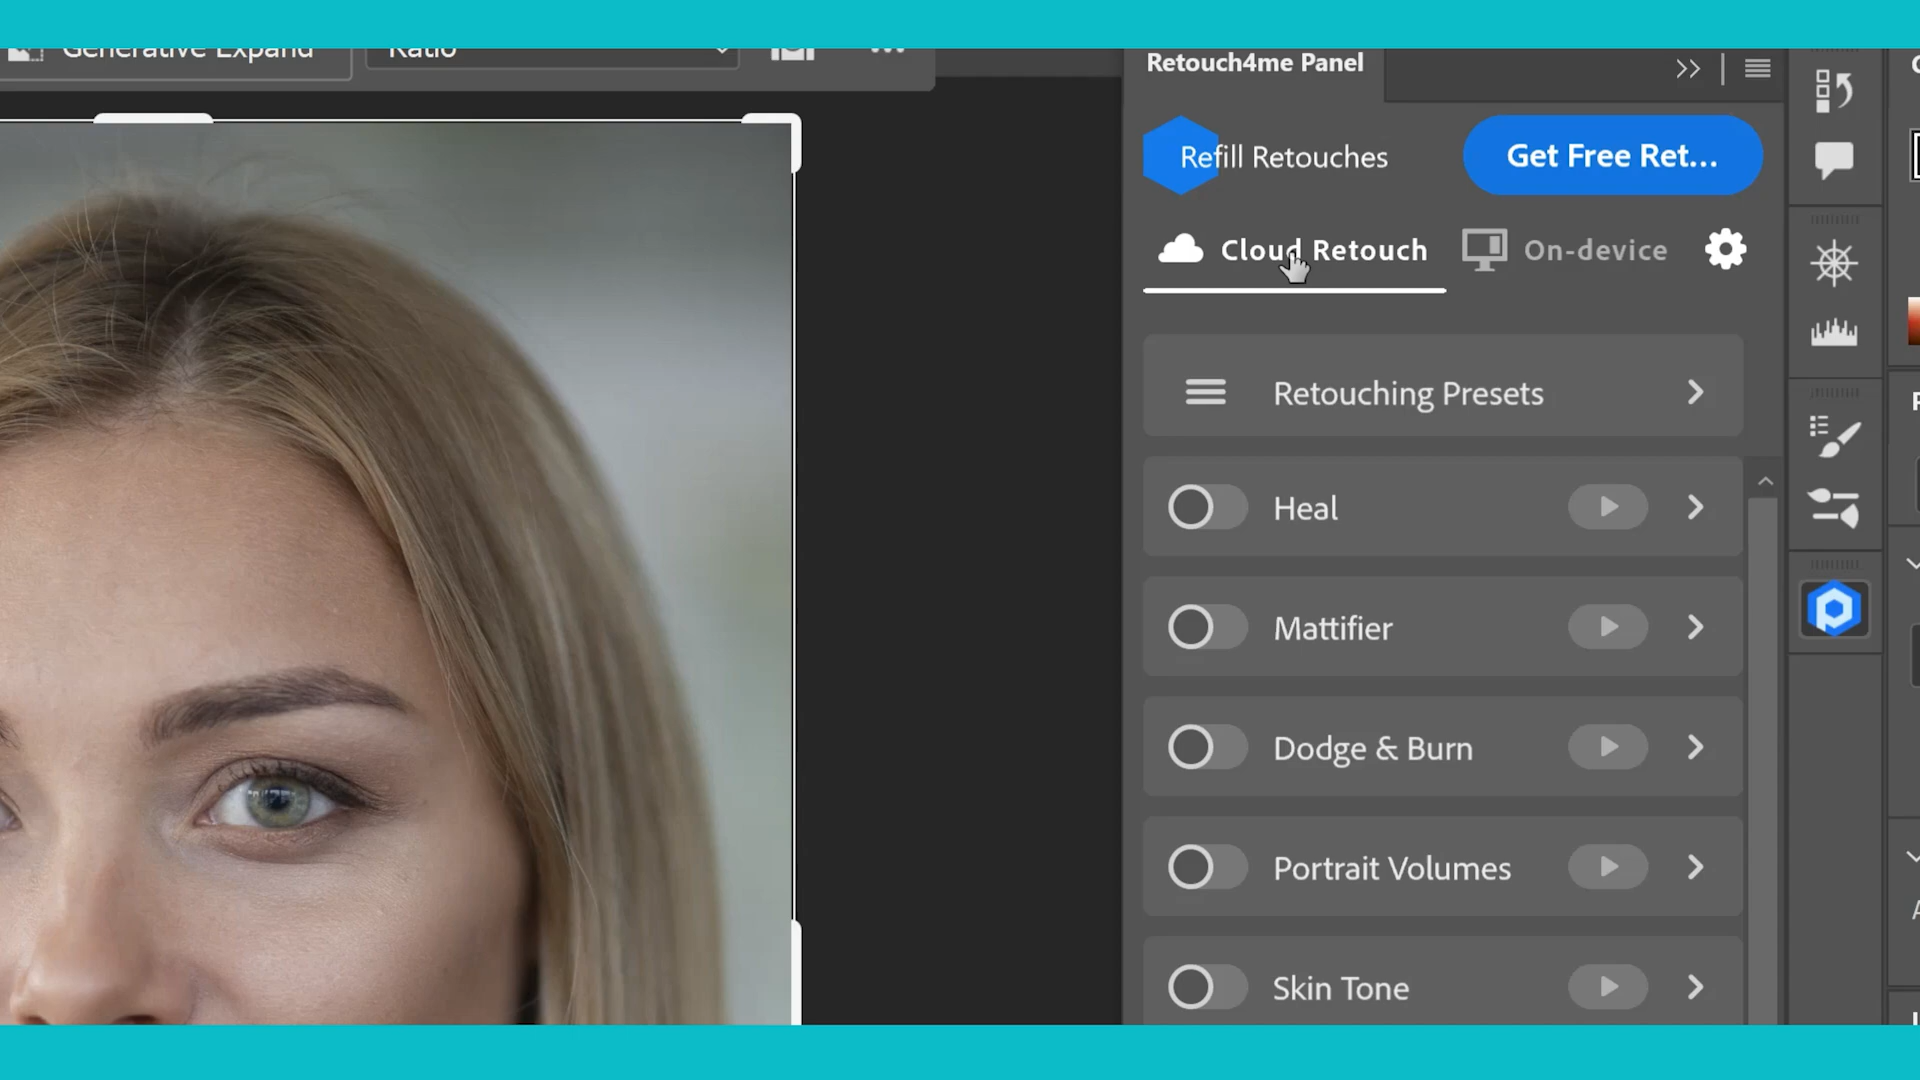 Generative Expand
Ratio
Retouch4me Panel
Refill Retouches
Get Free Ret...
Cloud Retouch
On-device
Retouching Presets
Heal
Mattifier
Dodge & Burn
Portrait Volumes
Skin Tone